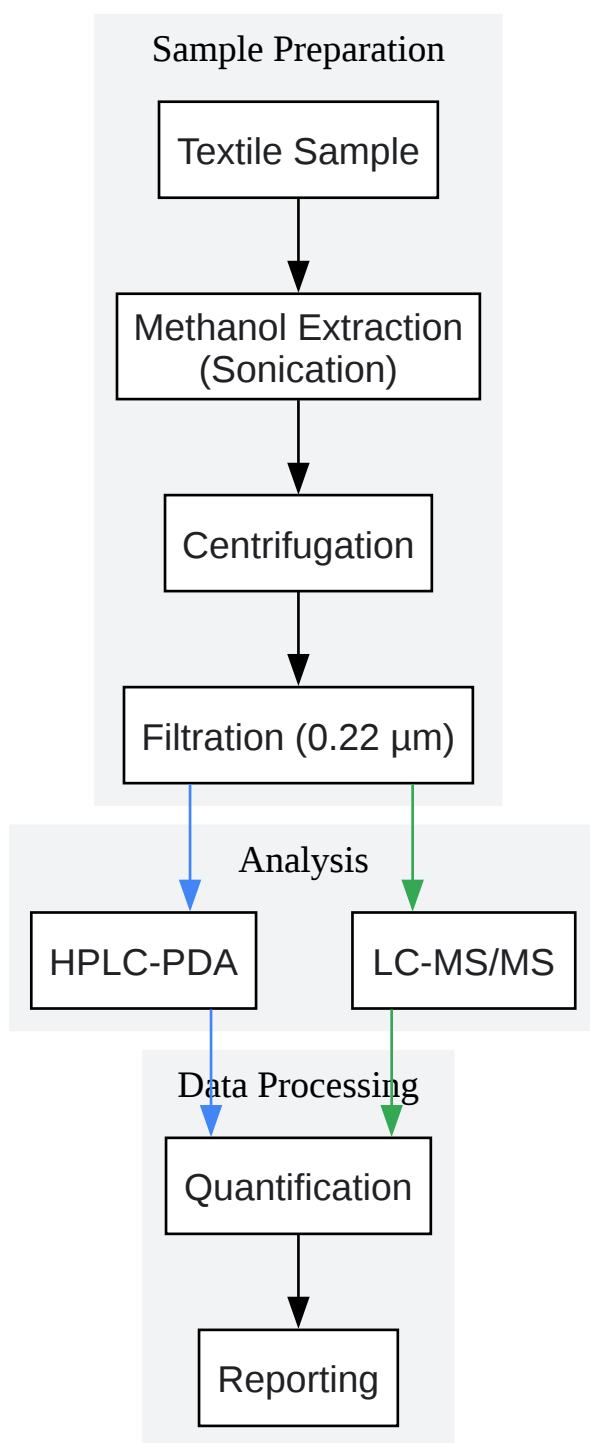 Sample Preparation
Textile Sample
Methanol Extraction
(Sonication)
Centrifugation
Filtration (0.22 µm)
Analysis
HPLC-PDA
LC-MS/MS
Data Processing
Quantification
Reporting